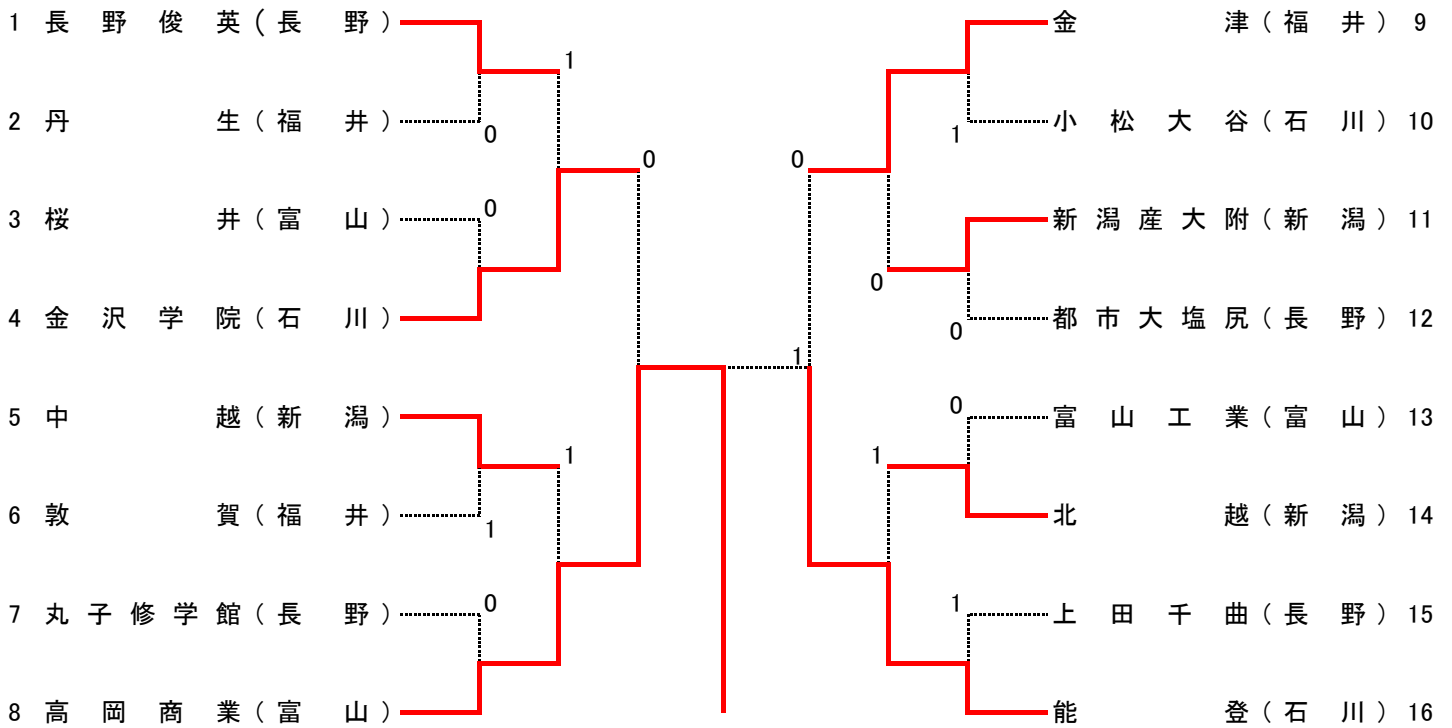 1 長野俊英(長野)
1
2 丹生(福井)
0
0
3 桜井(富山)
0
4 金沢学院(石川)
5 中越(新潟)
1
6 敦賀(福井)
1
7 丸子修学館(長野)
0
8 高岡商業(富山)
金津(福井) 9
小松大谷(石川) 10
1
0
新潟産大附(新潟) 11
0
都市大塩尻(長野) 12
0
1
富山工業(富山) 13
0
1
北越(新潟) 14
上田千曲(長野) 15
1
能登(石川) 16